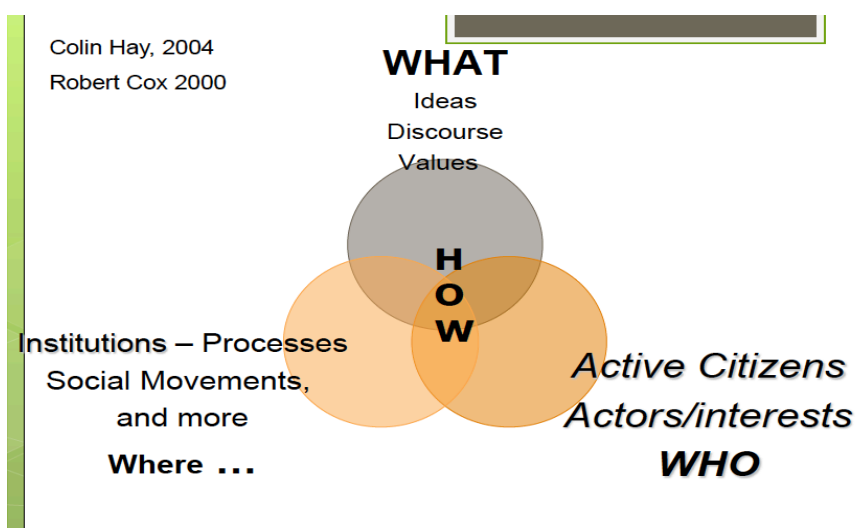 Colin Hay, 2004
Robert Cox 2000
WHAT
Ideas
Discourse
Values
H
O
W
Institutions – Processes
Social Movements,
and more
Where ...
Active Citizens
Actors/interests
WHO